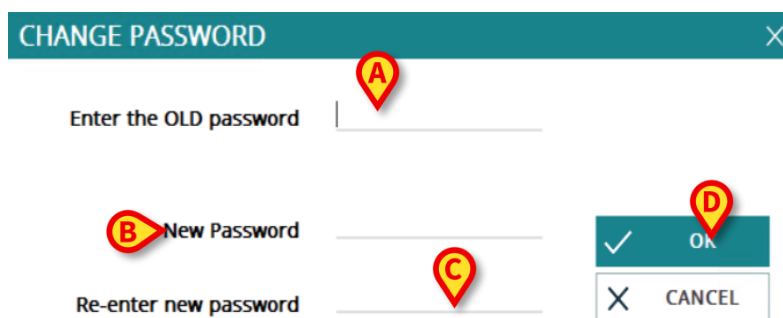 CHANGE PASSWORD
A
Enter the OLD password
B New Password
D
OK
C
Re-enter new password
CANCEL